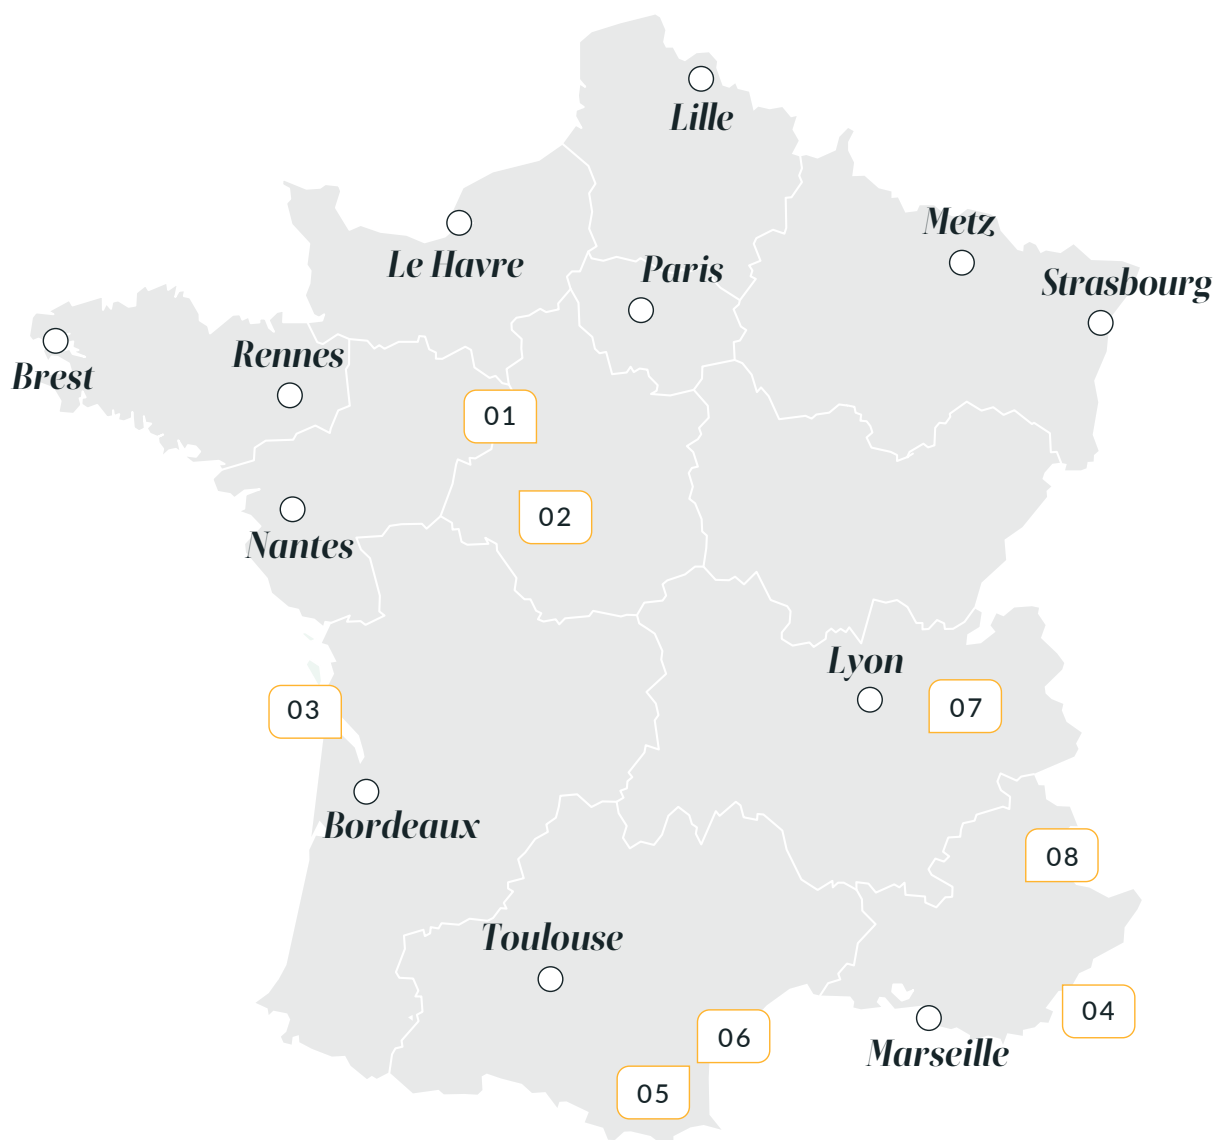 Lille
Metz
Le Havre
Paris
Strasbourg
Rennes
Brest
01
02
Nantes
Lyon
07
03
Bordeaux
08
Toulouse
04
06
Marseille
05